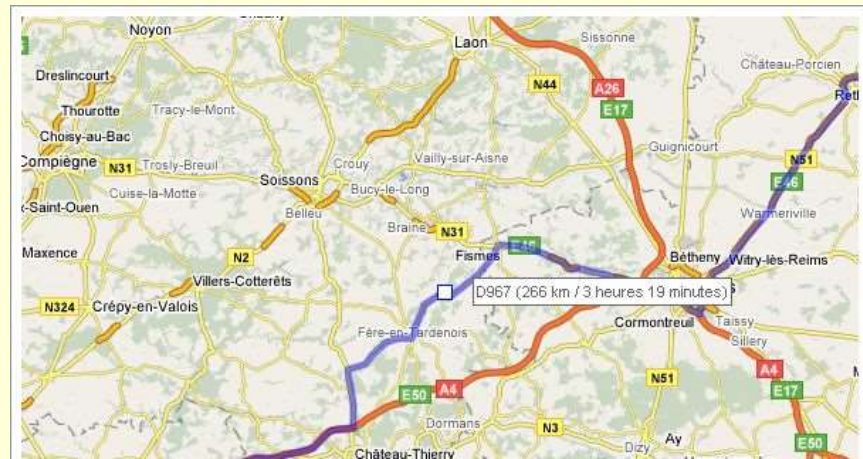 Noyon
Laon
Sissonne
Château-Porcien
Dreslincourt
N44
A26
E17
Thourotte
Tracy-le-Mont
Choisy-au-Bac
Compiègne
N31
Trosly-Breuil
Crouy
Vailly-sur-Aisne
Guignicourt
N51
E46
Soissons
Bucy-le-Long
Cuise-la-Motte
x-Saint-Ouen
Belleu
Warmeriville
Braine
N31
Maxence
N2
Fismes
Bétheny
Witry-lès-Reims
Villers-Cotterêts
D967 (266 km / 3 heures 19 minutes)
N324
Crépy-en-Valois
Cormontreuil
Taissy
Fère-en-Tardenois
Sillery
A4
N51
E17
E50
A4
Dormans
N3
Ay
E50
Château-Thierry
Dizy